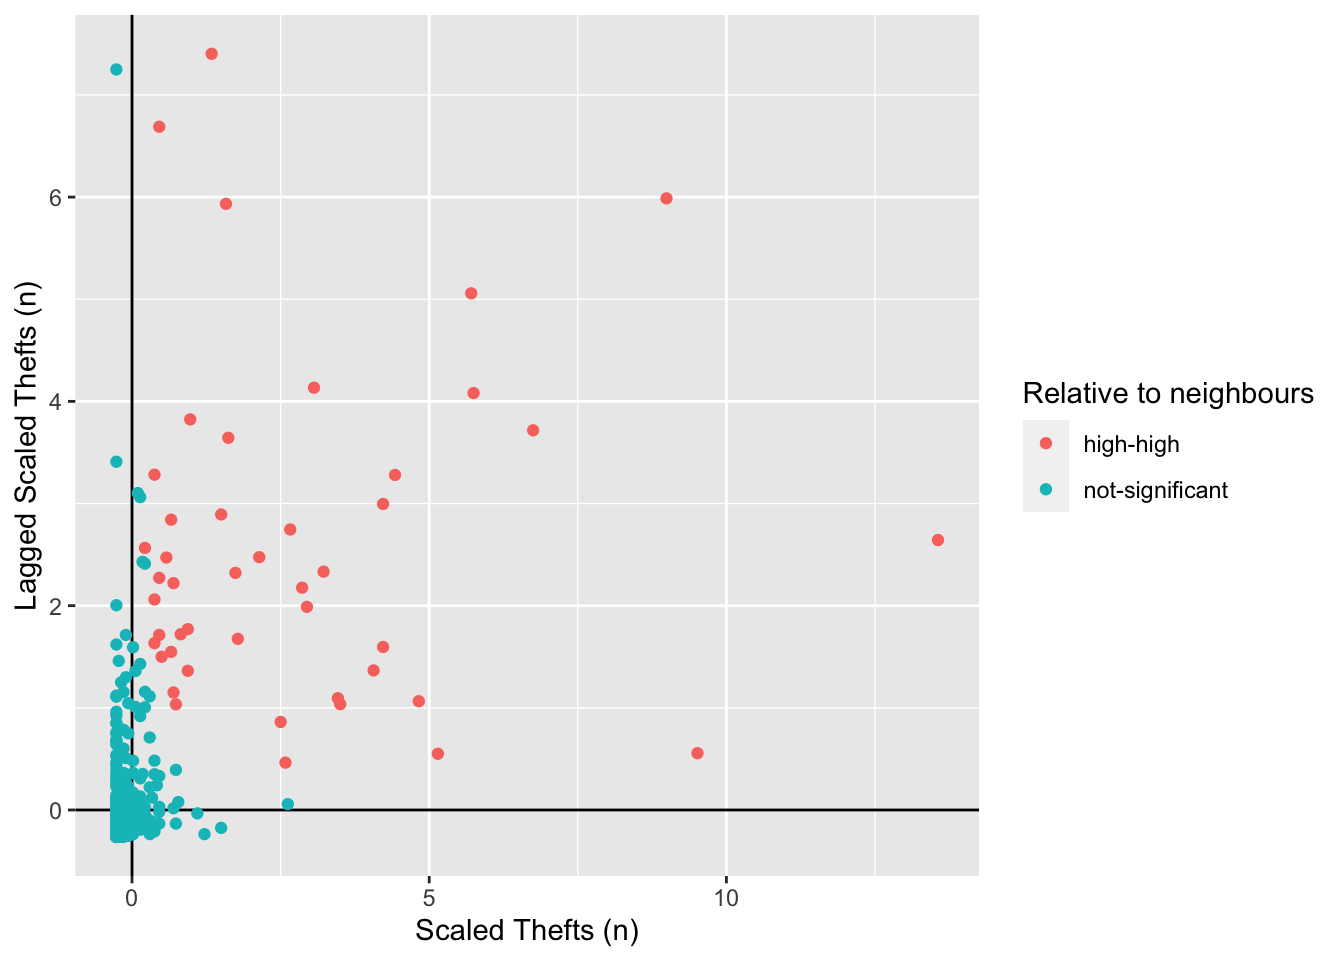 6
4
2
0
0
5
10
Lagged Scaled Thefts (n)
Scaled Thefts (n)
Relative to neighbours
high-high
not-significant